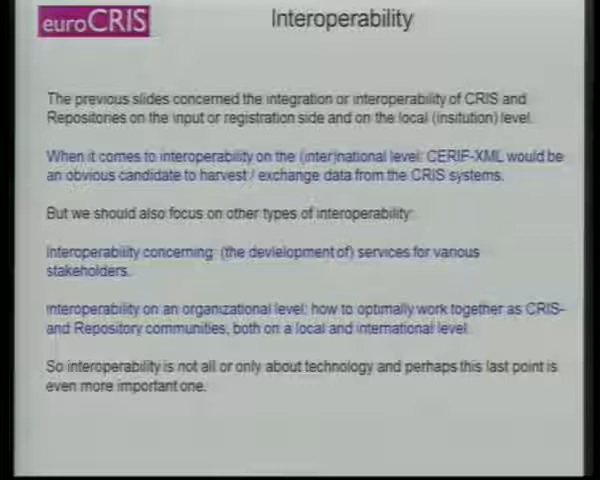 euroCRIS
Interoperability
The previous slides concerned the integration or interoperability of CRIS and
Repositories on the input or registration side and on the local (insitution) level.
When it comes to interoperability on the (inter)national level: CERIF-XML would be
an obvious candidate to harvest / exchange data from the CRIS systems.
But we should also focus on other types of interoperability:
Interoperability concerning: (the devlelopment of) services for various
stakeholders.
Interoperability on an organizational level: how to optimally work together as CRIS-
and Repository communities, both on a local and international level.
So interoperability is not all or only about technology and perhaps this last point is
even more important one.